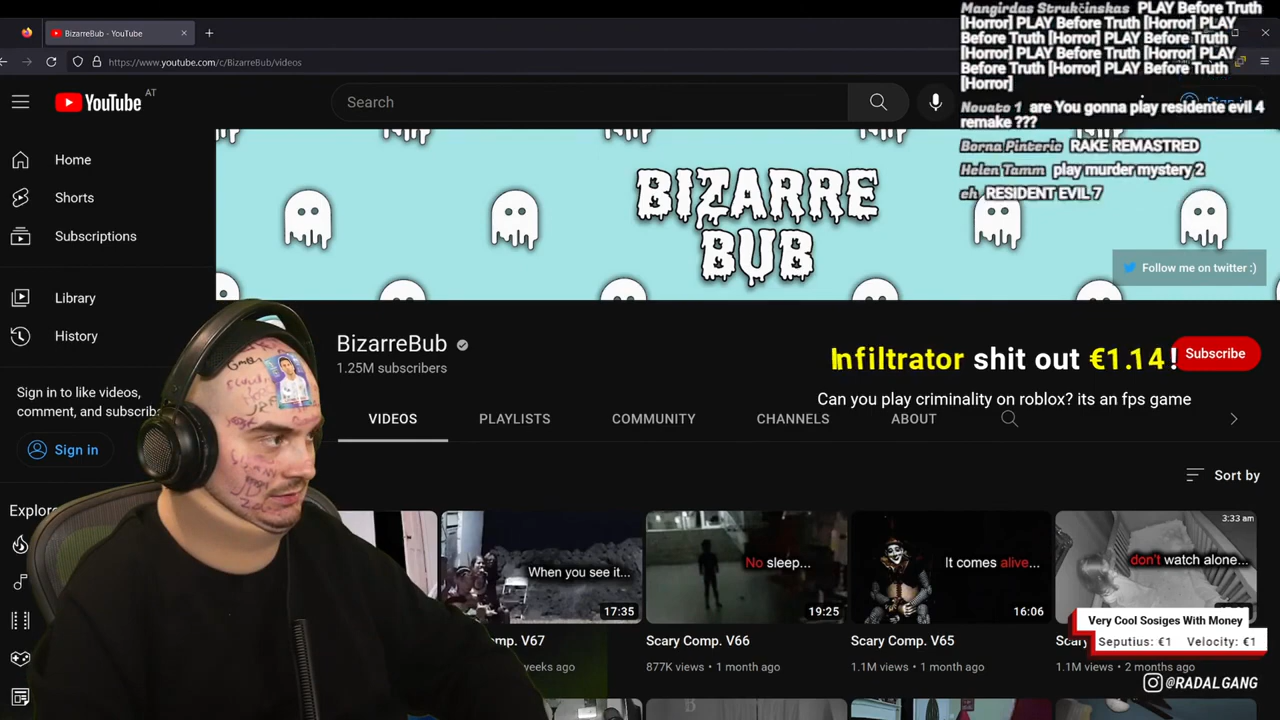 BizarreBub - YouTube
https://www.youtube.com/c/BizarreBub/videos
YouTube AT
Search
Sign in
Mangirdas Strukčinskas PLAY Before Truth
[Horror] PLAY Before Truth [Horror] PLAY
Before Truth [Horror] PLAY Before Truth
[Horror] PLAY Before Truth [Horror] PLAY
Before Truth [Horror] PLAY Before Truth
[Horror]
Novato 1 are You gonna play residente evil 4
remake ???
Borna Pinteric RAKE REMASTRED
Helen Tamm play murder mystery 2
eh RESIDENT EVIL 7
Home
Shorts
Subscriptions
Library
History
Sign in to like videos,
comment, and subscrib
Sign in
Explor
BIZARRE
BUB
Follow me on twitter :)
BizarreBub
1.25M subscribers
Infiltrator shit out €1.14 !
Subscribe
Can you play criminality on roblox? its an fps game
VIDEOS
PLAYLISTS
COMMUNITY
CHANNELS
ABOUT
Sort by
When you see it...
17:35
No sleep...
19:25
It comes alive...
16:06
3:33 am
don't watch alone...
omp. V67
Scary Comp. V66
Scary Comp. V65
Scary
weeks ago
877K views • 1 month ago
1.1M views • 1 month ago
1.1M views • 2 months ago
Very Cool Sosiges With Money
Seputius: €1 Velocity: €1
@RADALGANG